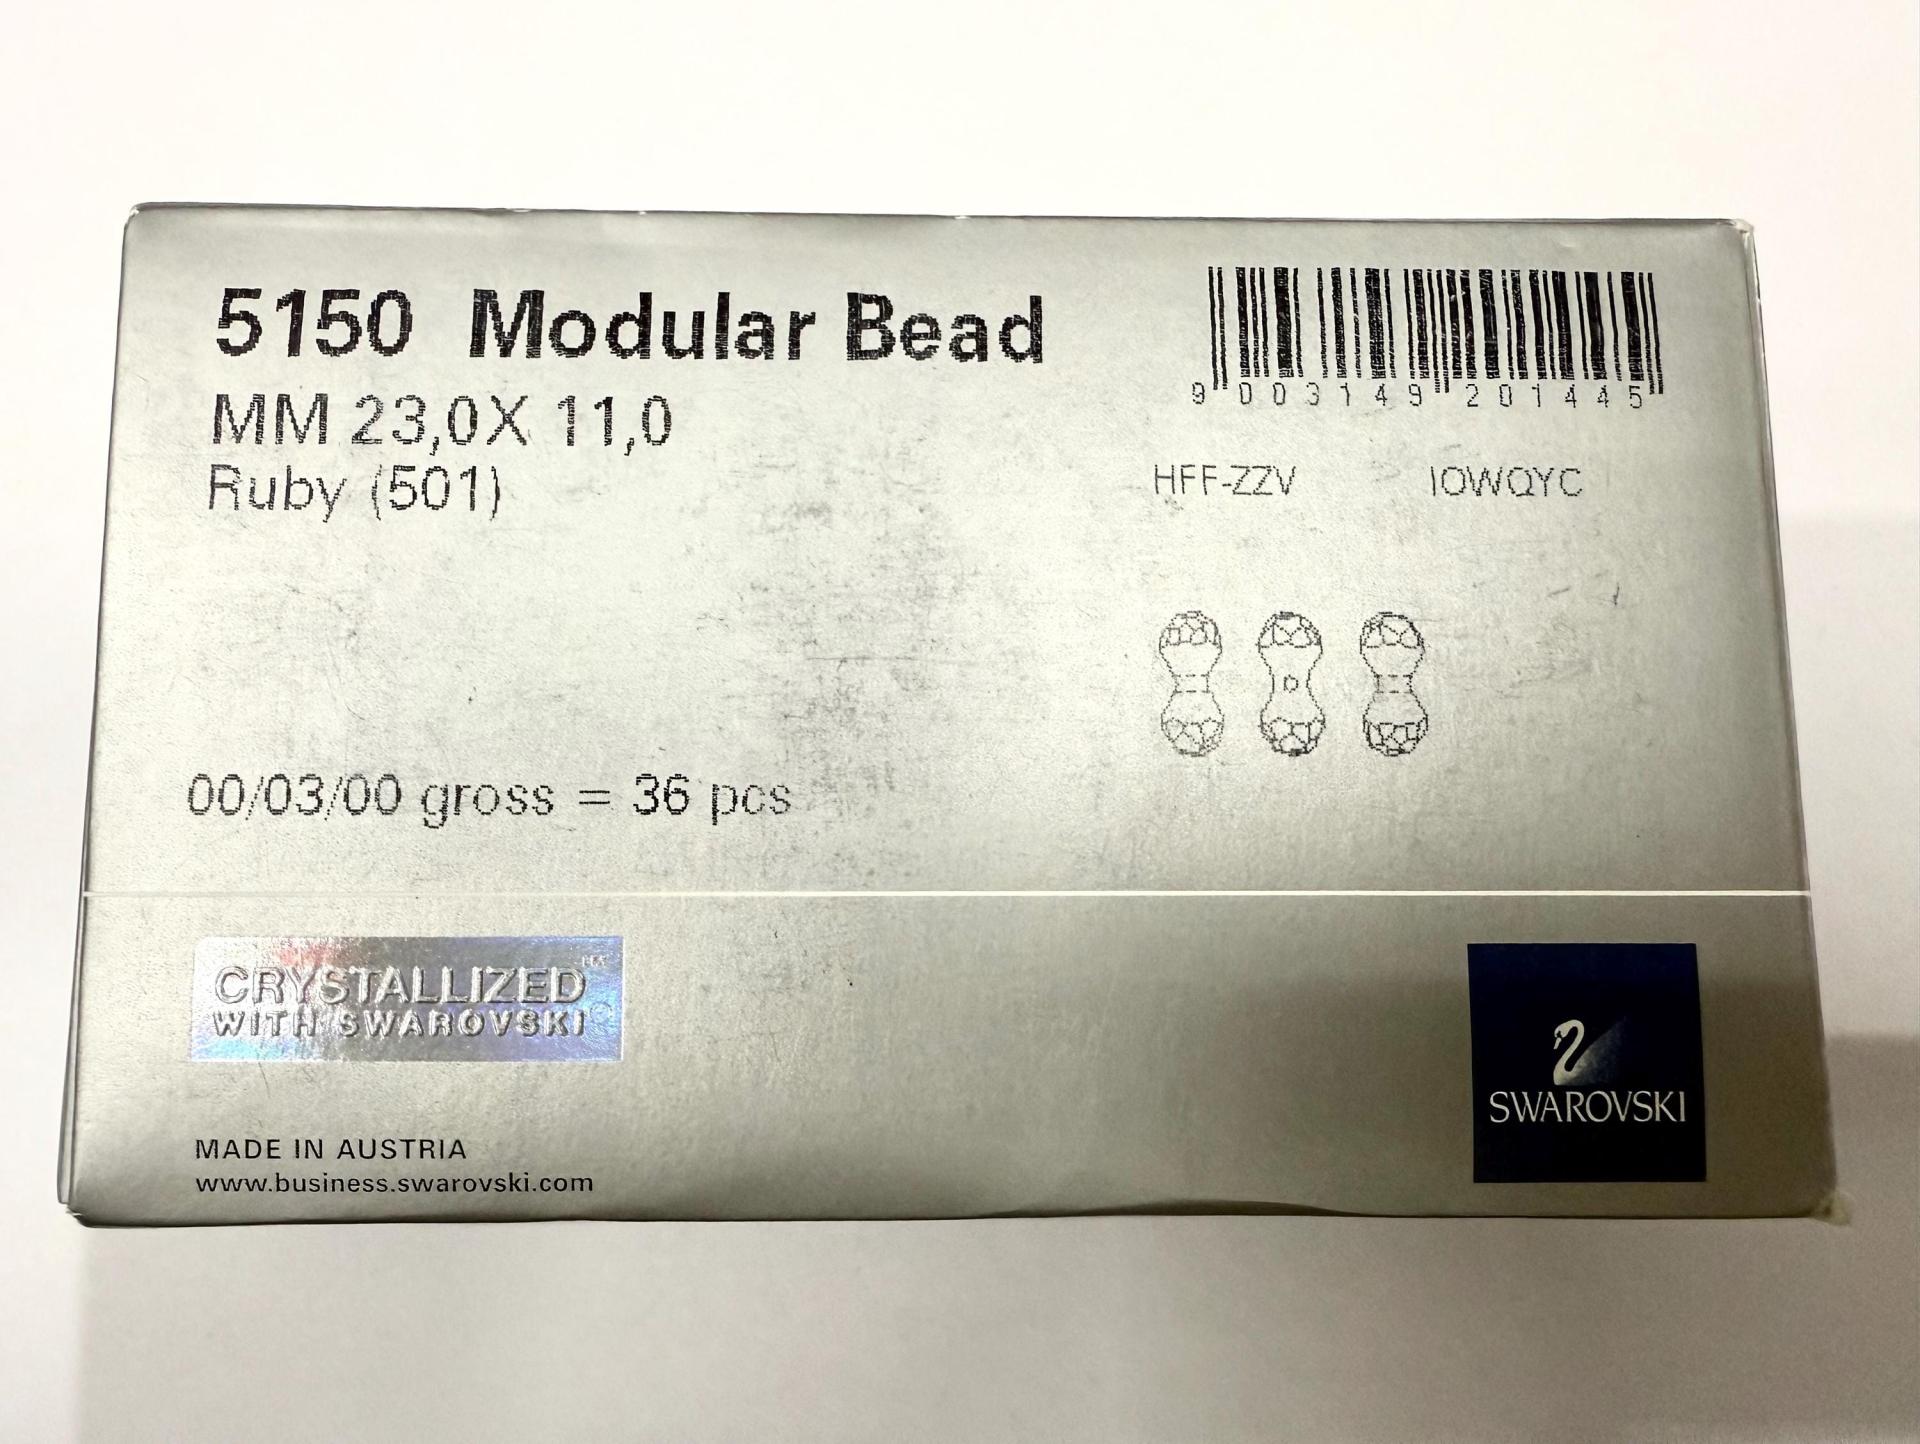 5150 Modular Bead
MM 23,0X 11,0
Ruby (501)
9 003149 201445
HFF-ZZV IOWQYC
00/03/00 gross = 36 pcs
CRYSTALLIZED™
WITH SWAROVSKI
MADE IN AUSTRIA
www.business.swarovski.com
SWAROVSKI